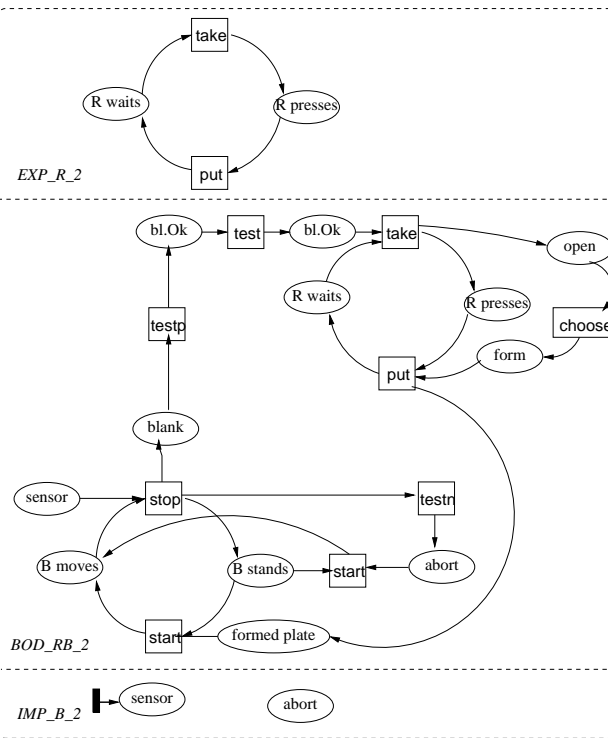 take
R waits
R presses
put
EXP_R_2
bl.Ok
test
bl.Ok
take
open
R waits
R presses
testp
choose
form
put
blank
sensor
stop
testn
B moves
B stands
start
abort
start
formed plate
BOD_RB_2
sensor
abort
IMP_B_2